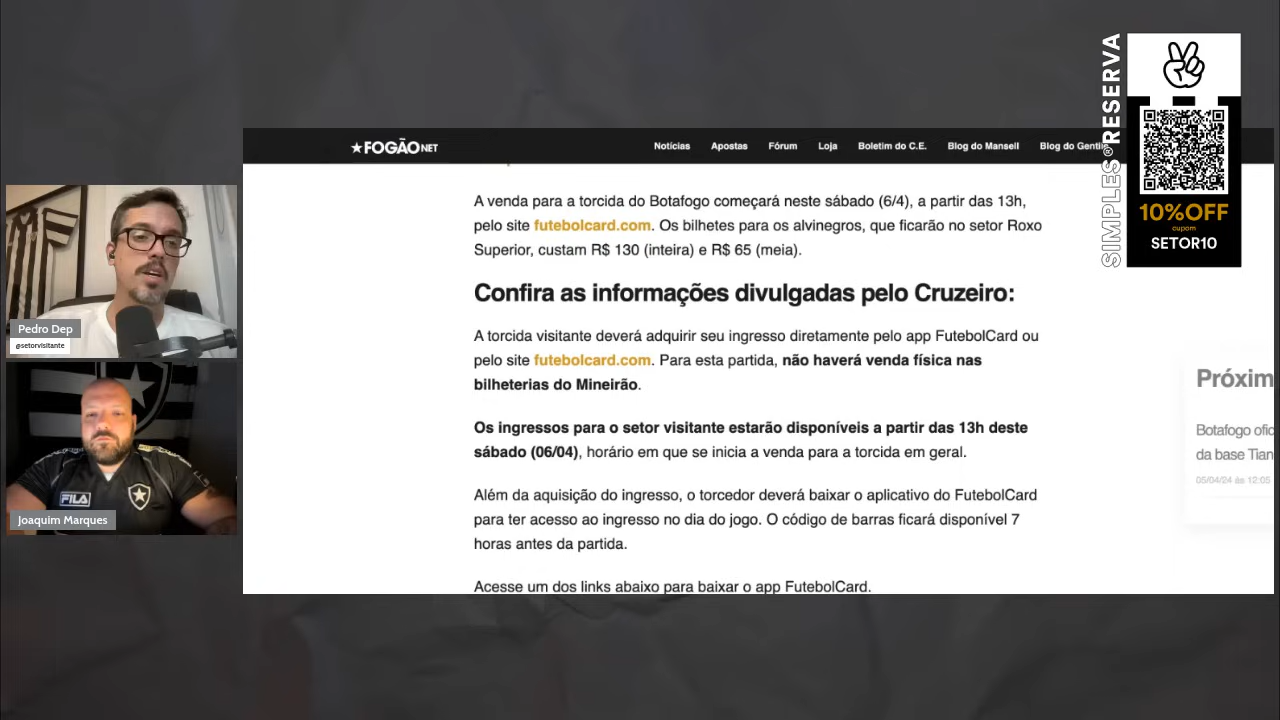 SIMPLES®RESERVA
10%OFF
cupom
SETOR10
FOGÃO NET
Notícias Apostas Fórum Loja Boletim do C.E. Blog do Mansell Blog do Gentile
A venda para a torcida do Botafogo começará neste sábado (6/4), a partir das 13h,
pelo site futebolcard.com. Os bilhetes para os alvinegros, que ficarão no setor Roxo
Superior, custam R$ 130 (inteira) e R$ 65 (meia).
Confira as informações divulgadas pelo Cruzeiro:
A torcida visitante deverá adquirir seu ingresso diretamente pelo app FutebolCard ou
pelo site futebolcard.com. Para esta partida, não haverá venda física nas
bilheterias do Mineirão.
Os ingressos para o setor visitante estarão disponíveis a partir das 13h deste
sábado (06/04), horário em que se inicia a venda para a torcida em geral.
Além da aquisição do ingresso, o torcedor deverá baixar o aplicativo do FutebolCard
para ter acesso ao ingresso no dia do jogo. O código de barras ficará disponível 7
horas antes da partida.
Acesse um dos links abaixo para baixar o app FutebolCard.
Próxim
Botafogo ofic
da base Tian
05/04/24 às 12:05
Pedro Dep
@setorvisitante
FILA
Joaquim Marques